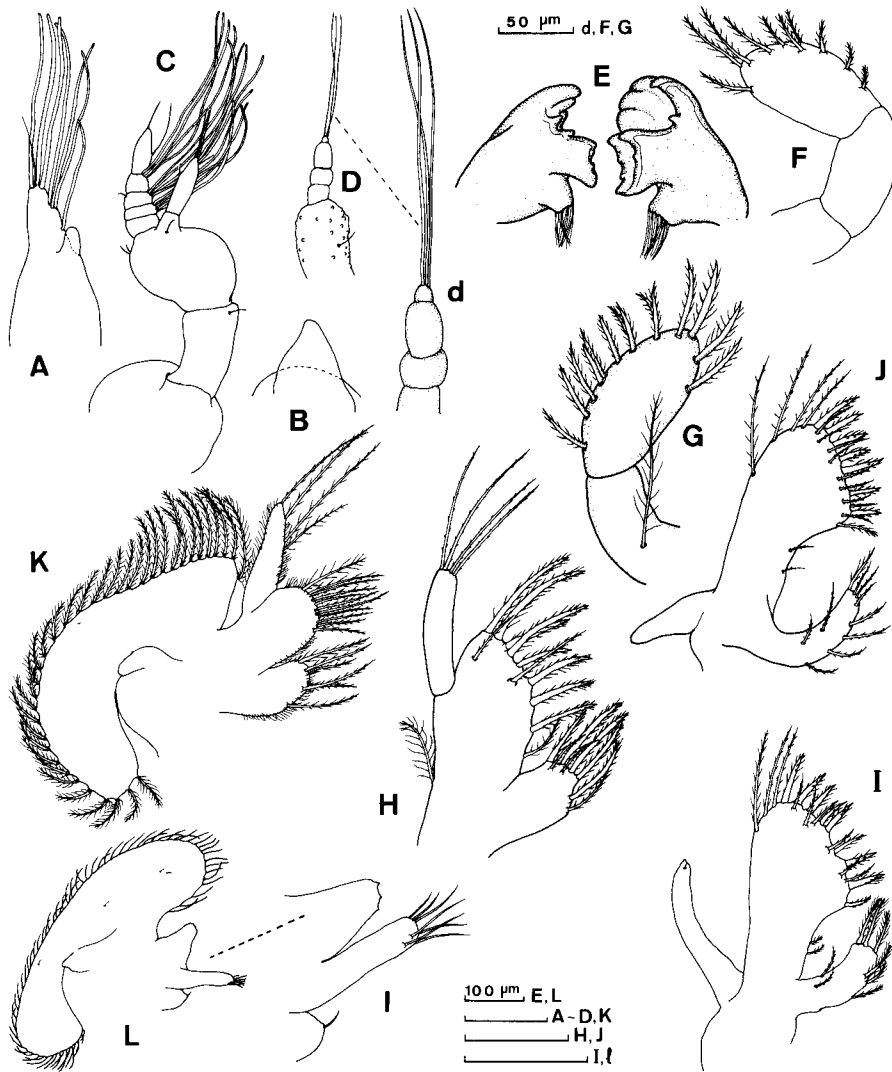 C
50 µm d, F, G
E
F
D
d
A
B
J
G
K
H
I
L
l
100 µm E, L
A-D, K
H, J
I, ℓ